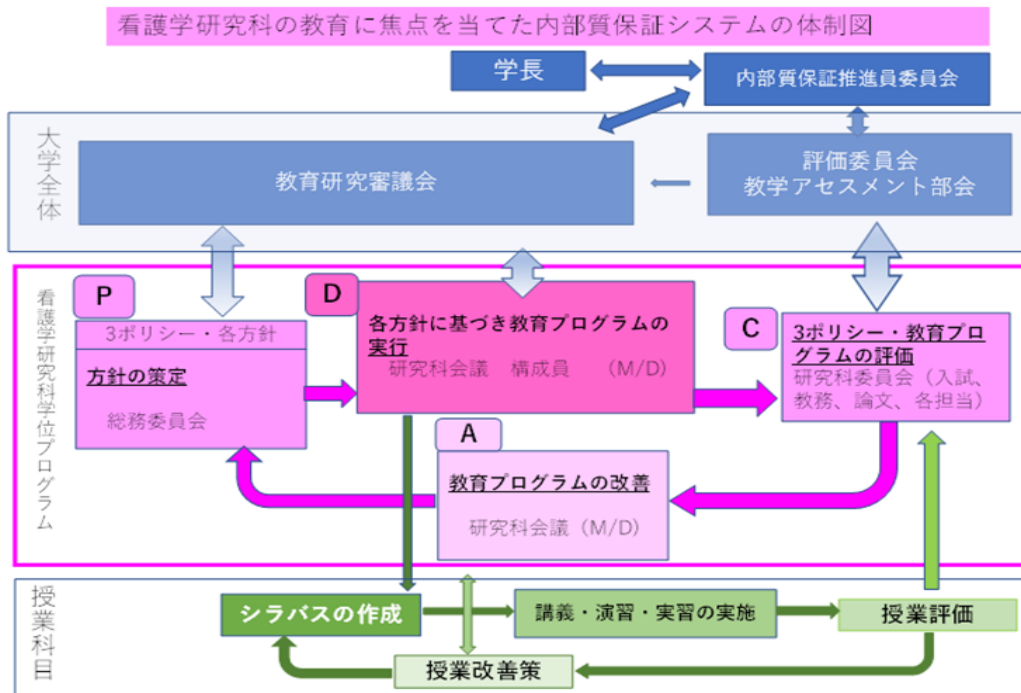 看護学研究科の教育に焦点を当てた内部質保証システムの体制図
学長
内部質保証推進員委員会
大学全体
教育研究審議会
評価委員会
教学アセスメント部会
看護学研究科学位プログラム
P
3ポリシー・各方針
方針の策定
総務委員会
D
各方針に基づき教育プログラムの
実行
研究科会議 構成員 (M/D)
C
3ポリシー・教育プロ
グラムの評価
研究科委員会(入試、
教務、論文、各担当)
A
教育プログラムの改善
研究科会議(M/D)
授業科目
シラバスの作成
講義・演習・実習の実施
授業評価
授業改善策